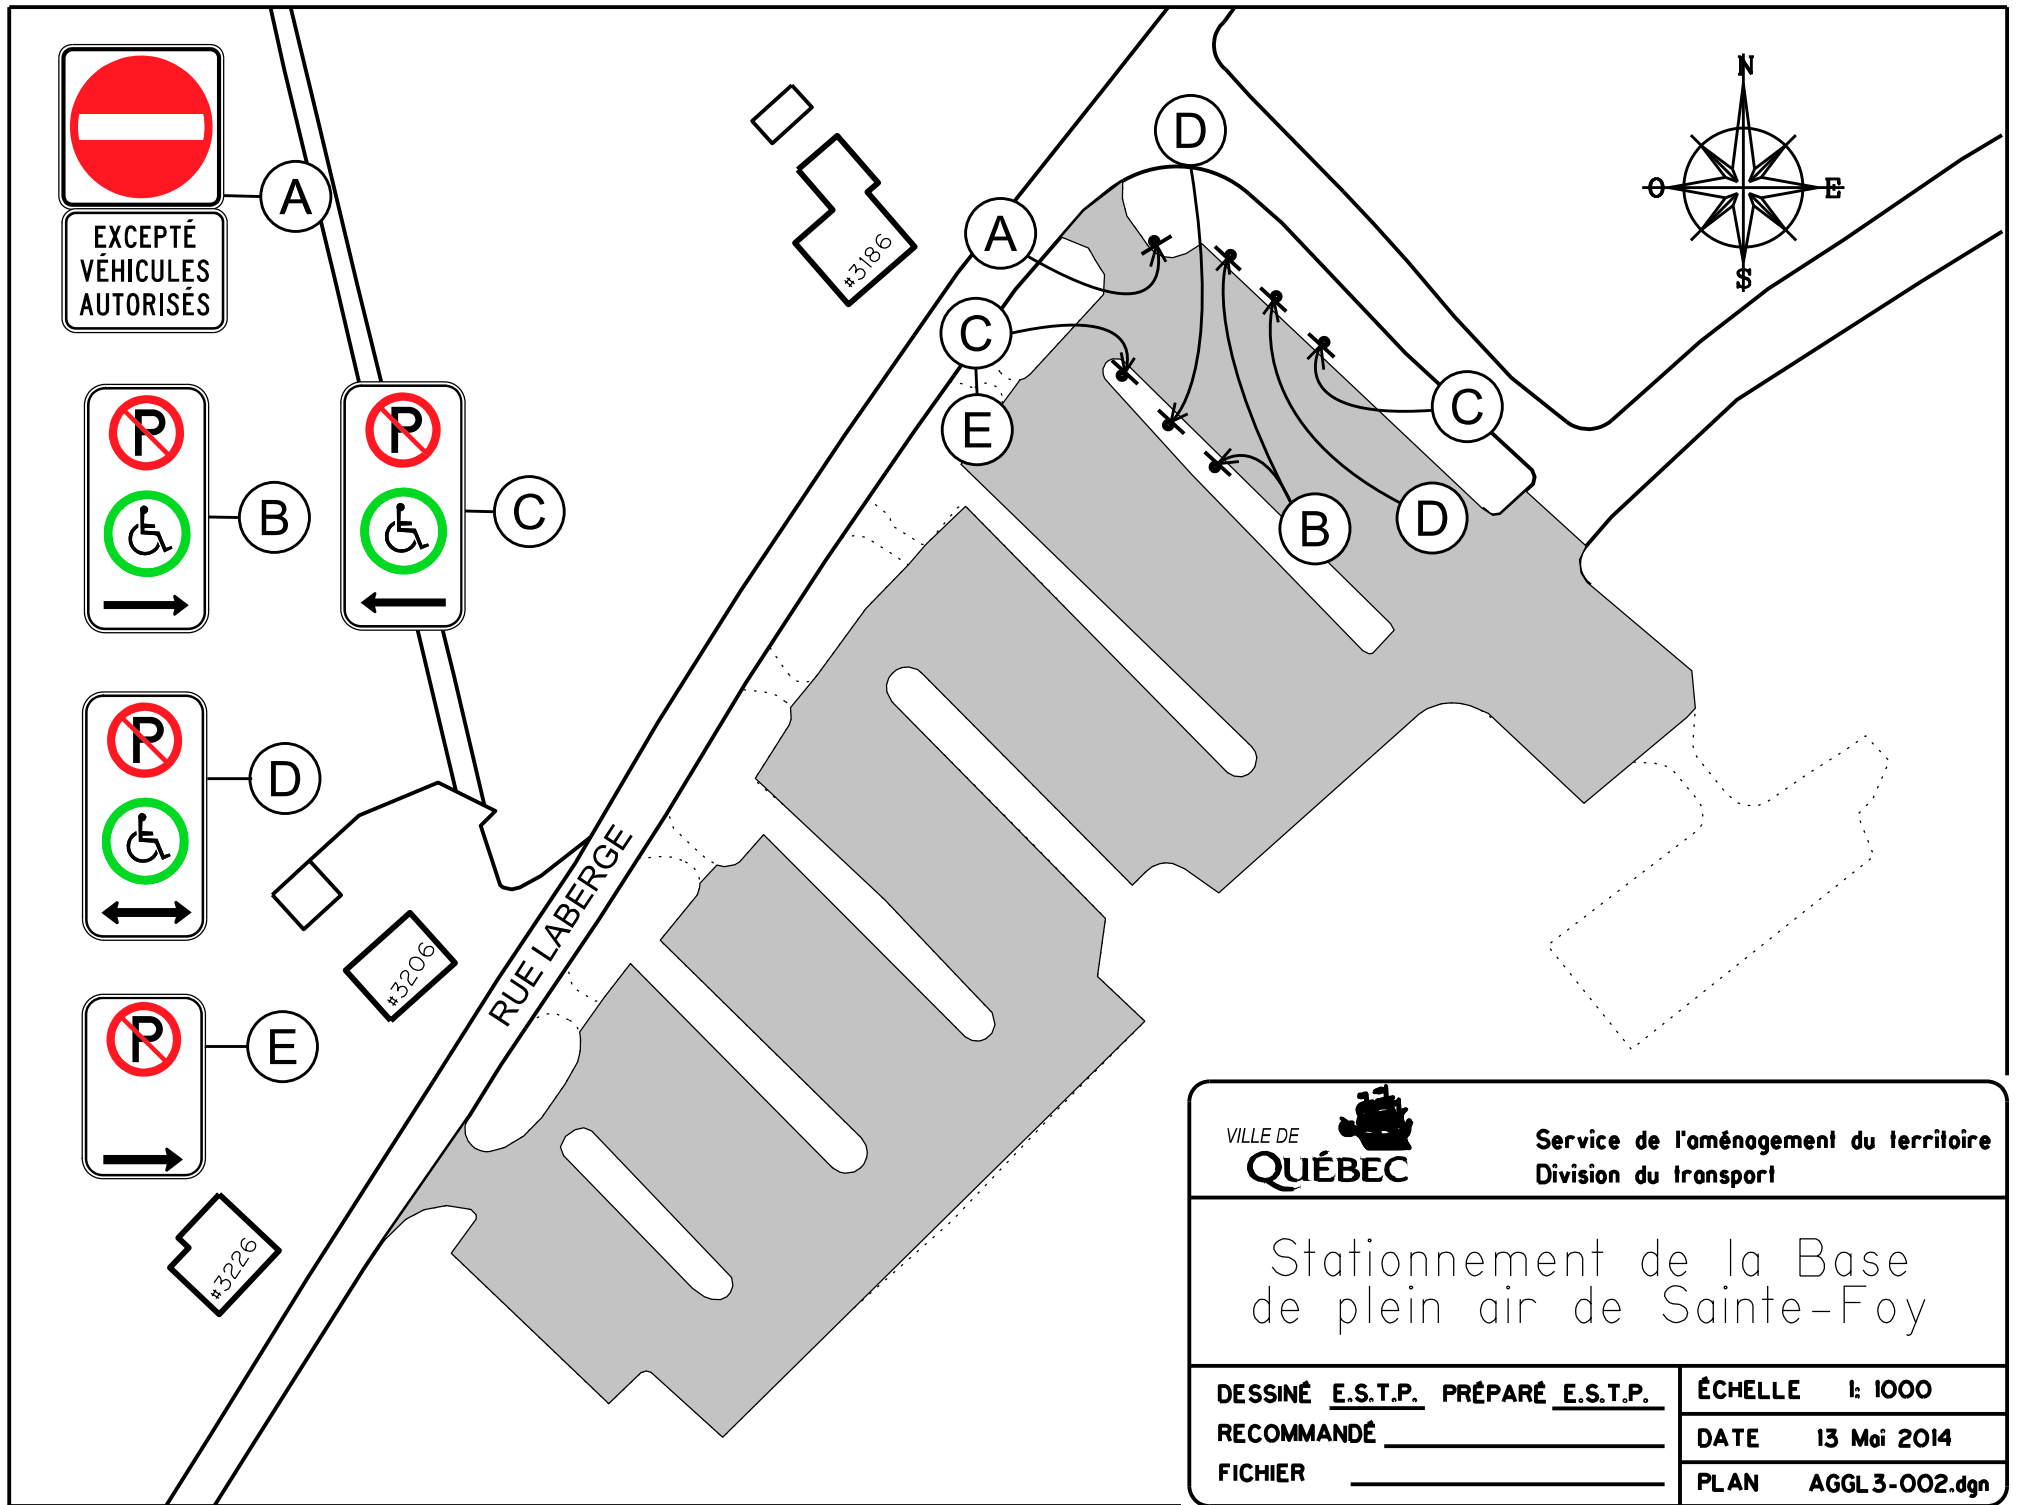 A
EXCEPTÉ
VÉHICULES
AUTORISÉS
P
P
B
C
P
D
P
E
#3186
#3206
#3226
RUE LABERGE
D
A
C
E
C
B
D
N
O
E
S
VILLE DE
QUÉBEC
Service de l'aménagement du territoire
Division du transport
Stationnement de la Base
de plein air de Sainte-Foy
DESSINÉ E.S.T.P. PRÉPARÉ E.S.T.P.
RECOMMANDÉ
FICHIER
ÉCHELLE 1: 1000
DATE 13 Mai 2014
PLAN AGGL3-002.dgn